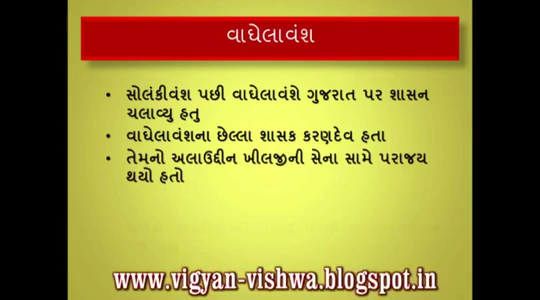 વાઘેલાવંશ
• સોલંકીવંશ પછી વાઘેલાવંશે ગુજરાત પર શાસન
ચલાવ્યુ હતુ
• વાઘેલાવંશના છેલ્લા શાસક કરણદેવ હતા
• તેમનો અલાઉદ્દીન ખીલજીની સેના સામે પરાજય
થયો હતો
www.vigyan-vishwa.blogspot.in